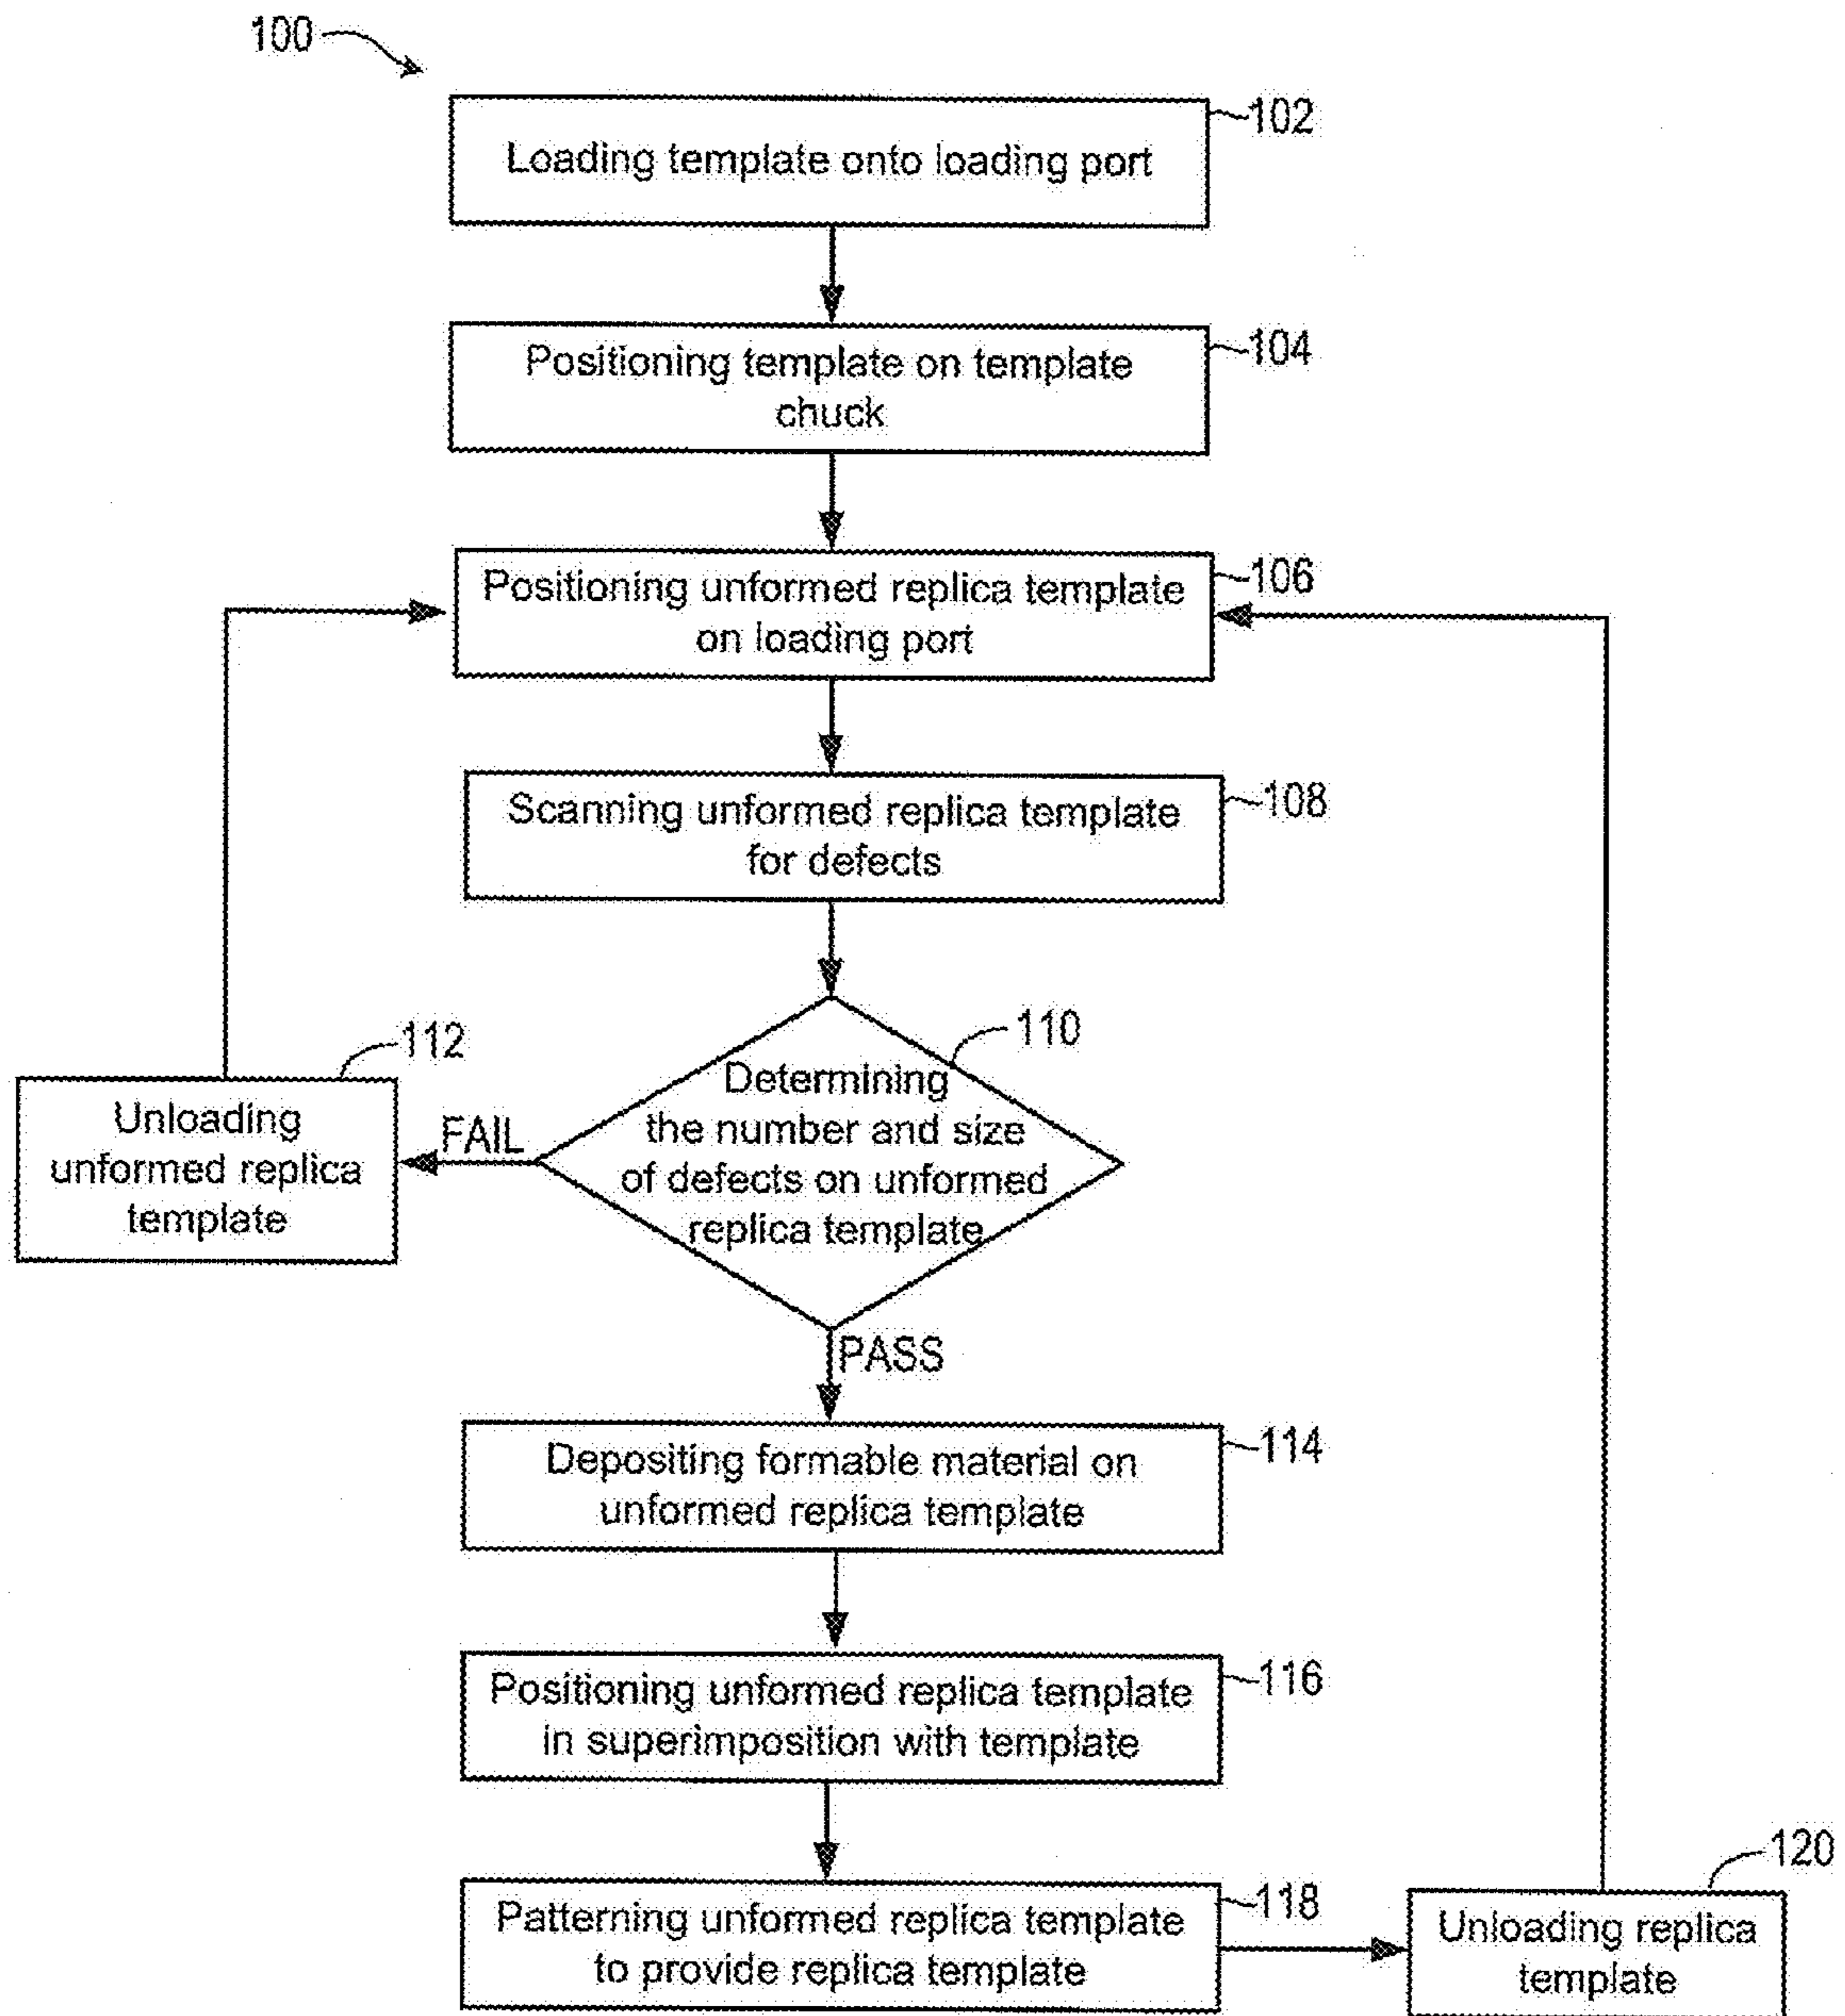 100
102
Loading template onto loading port
104
Positioning template on template
chuck
106
Positioning unformed replica template
on loading port
108
Scanning unformed replica template
for defects
110
Determining
the number and size
of defects on unformed
replica template
112
Unloading
unformed replica
template
FAIL
PASS
114
Depositing formable material on
unformed replica template
116
Positioning unformed replica template
in superimposition with template
118
Patterning unformed replica template
to provide replica template
120
Unloading replica
template